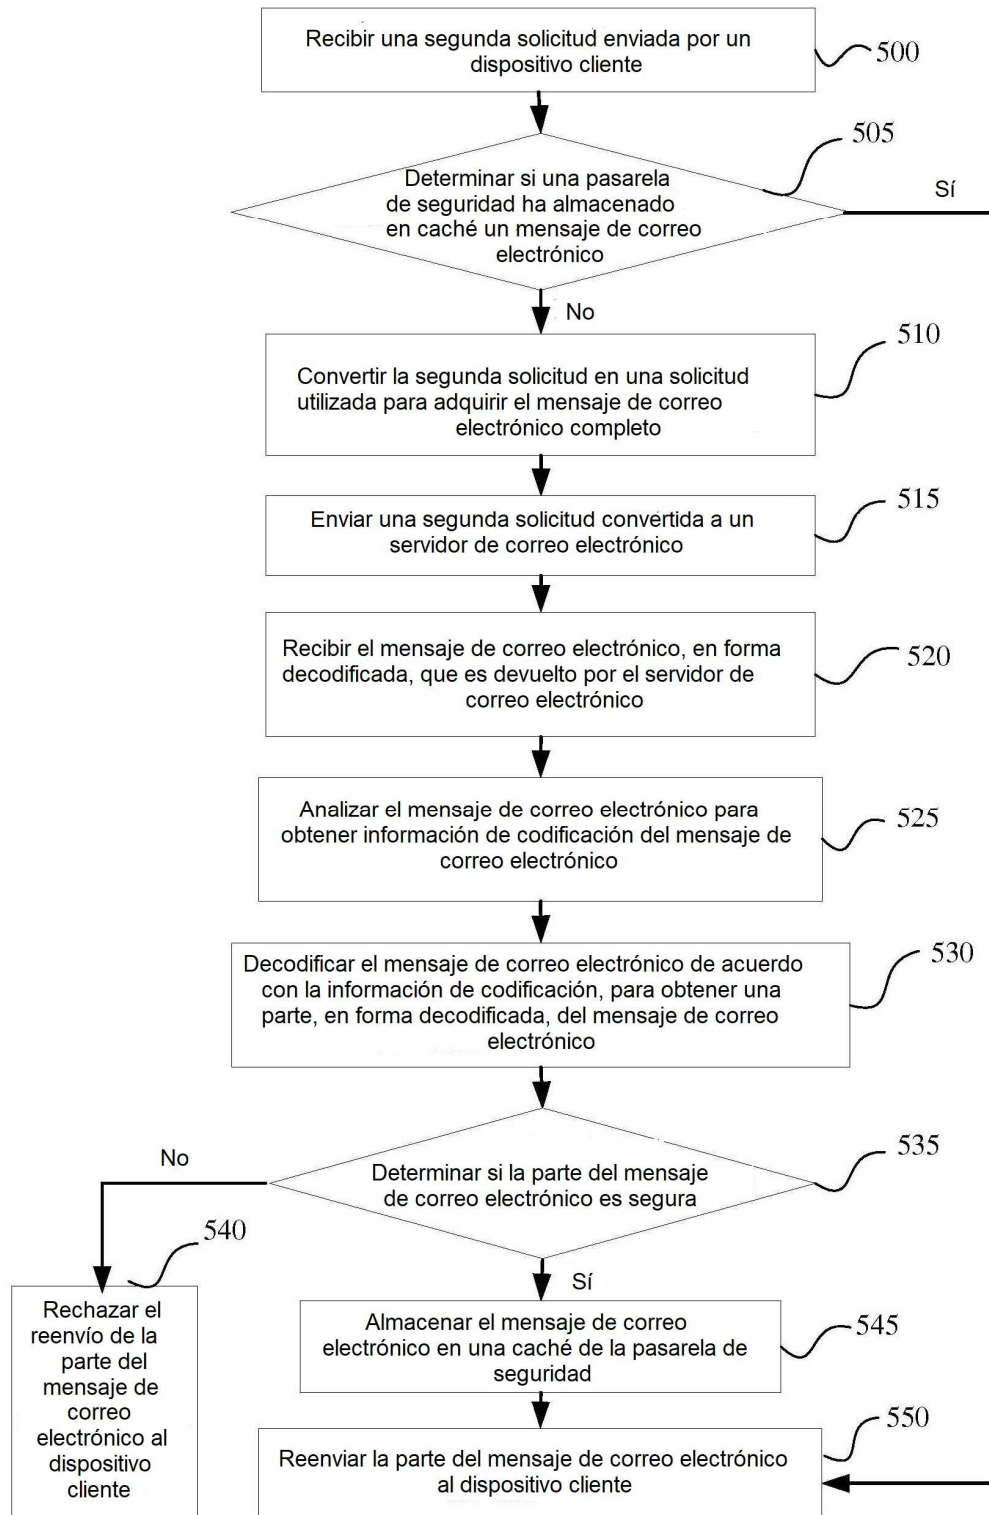 Recibir una segunda solicitud enviada por un
dispositivo cliente
500
505
Determinar si una pasarela
de seguridad ha almacenado
en caché un mensaje de correo
electrónico
Sí
No
510
Convertir la segunda solicitud en una solicitud
utilizada para adquirir el mensaje de correo
electrónico completo
515
Enviar una segunda solicitud convertida a un
servidor de correo electrónico
520
Recibir el mensaje de correo electrónico, en forma
decodificada, que es devuelto por el servidor de
correo electrónico
525
Analizar el mensaje de correo electrónico para
obtener información de codificación del mensaje de
correo electrónico
530
Decodificar el mensaje de correo electrónico de acuerdo
con la información de codificación, para obtener una
parte, en forma decodificada, del mensaje de correo
electrónico
535
Determinar si la parte del mensaje
de correo electrónico es segura
No
540
Rechazar el
reenvío de la
parte del
mensaje de
correo
electrónico al
dispositivo
cliente
Sí
545
Almacenar el mensaje de correo
electrónico en una caché de la pasarela de
seguridad
550
Reenviar la parte del mensaje de correo electrónico
al dispositivo cliente